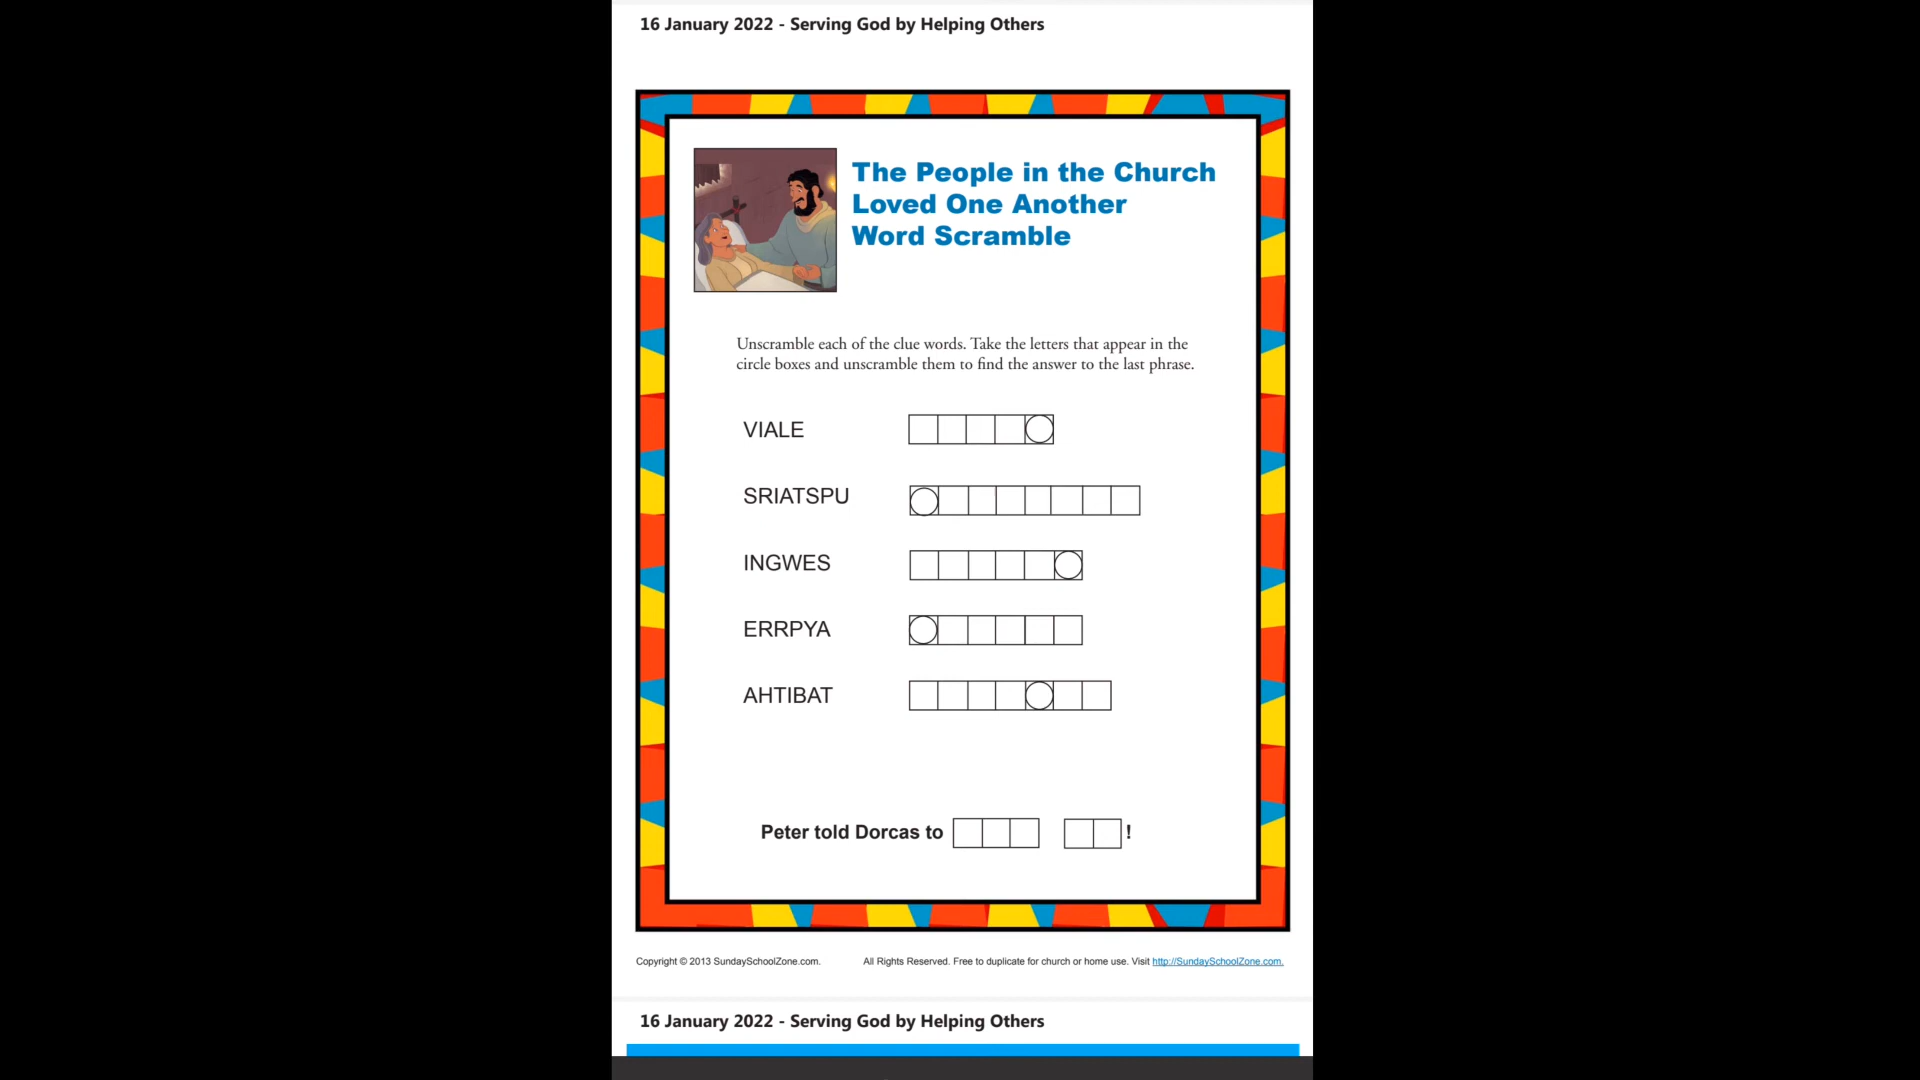 16 January 2022 - Serving God by Helping Others
The People in the Church
Loved One Another
Word Scramble
Unscramble each of the clue words. Take the letters that appear in the
circle boxes and unscramble them to find the answer to the last phrase.
VIALE
SRIATSPU
INGWES
ERRPYA
AHTIBAT
Peter told Dorcas to !
Copyright © 2013 SundaySchoolZone.com. All Rights Reserved. Free to duplicate for church or home use. Visit http://SundaySchoolZone.com.
16 January 2022 - Serving God by Helping Others